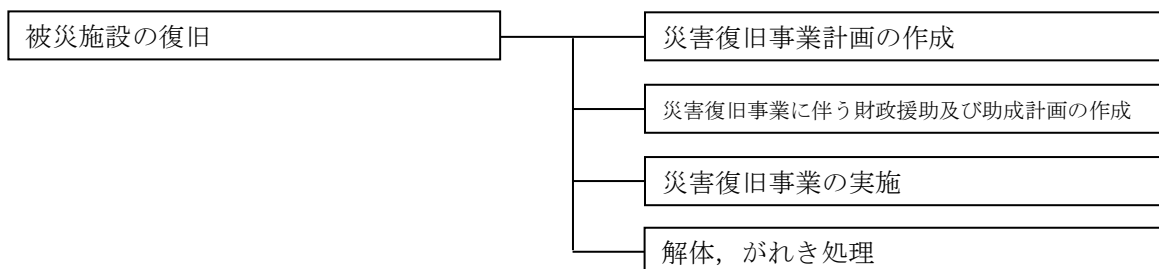 被災施設の復旧
災害復旧事業計画の作成
災害復旧事業に伴う財政援助及び助成計画の作成
災害復旧事業の実施
解体，がれき処理